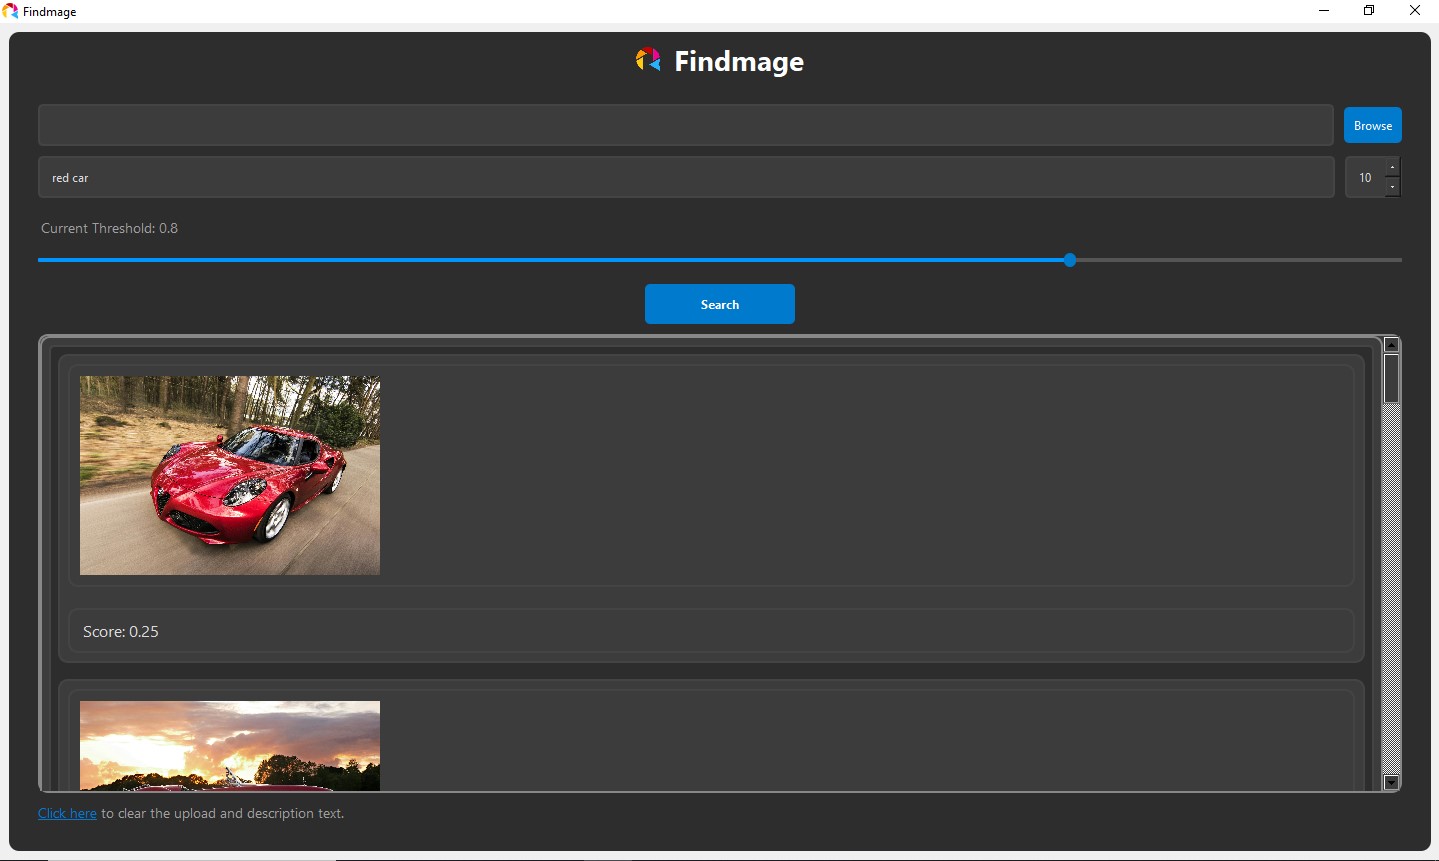 Findmage
Findmage
Browse
red car
10
Current Threshold: 0.8
Search
Score: 0.25
Click here to clear the upload and description text.